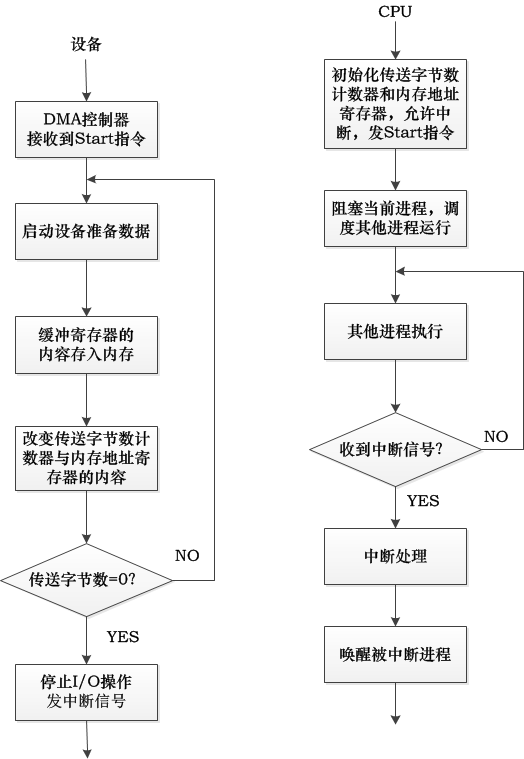 设备
DMA控制器
接收到Start指令
启动设备准备数据
缓冲寄存器的
内容存入内存
改变传送字节数计
数器与内存地址寄
存器的内容
传送字节数=0?
NO
YES
停止I/O操作
发中断信号
CPU
初始化传送字节数
计数器和内存地址
寄存器，允许中
断，发Start指令
阻塞当前进程，调
度其他进程运行
其他进程执行
收到中断信号?
NO
YES
中断处理
唤醒被中断进程